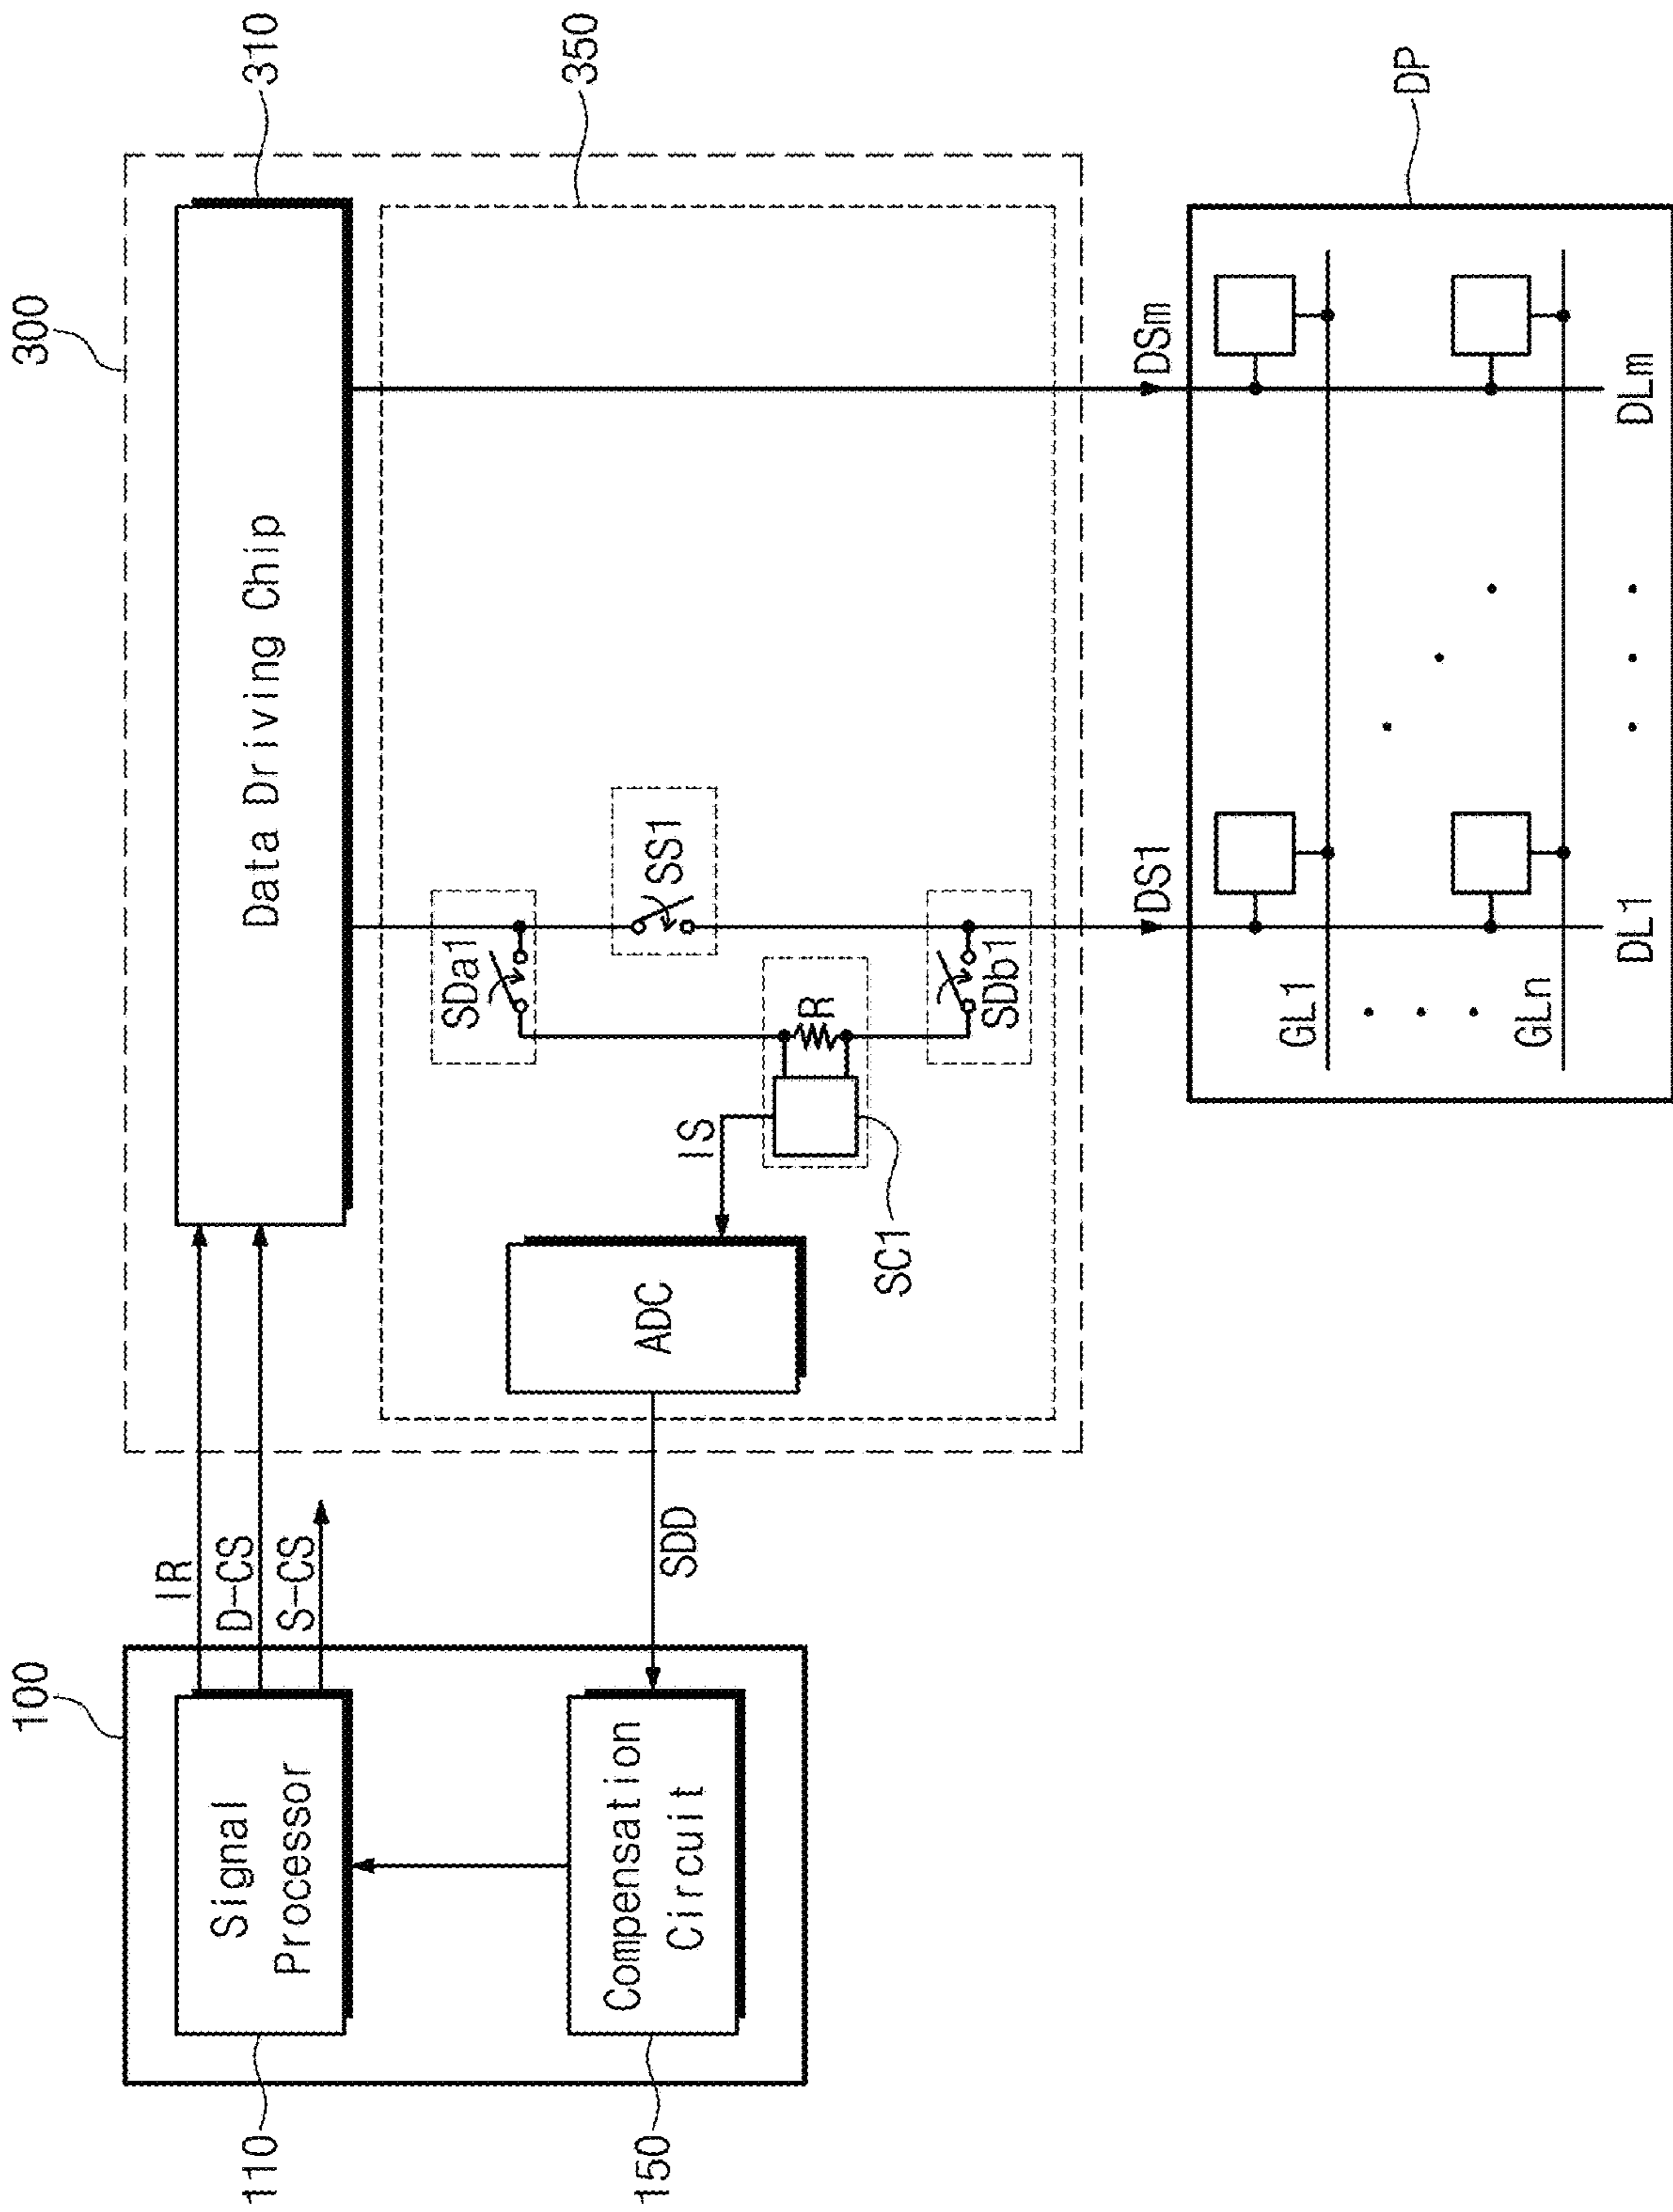 300
100
310
110
Signal
Processor
IR
D-CS
S-CS
Data Driving Chip
350
SDa1
SS1
150
Compensation
Circuit
SDD
ADC
IS
R
SC1
SDb1
DS1
DSm
DP
GL1
GLn
DL1
DLm